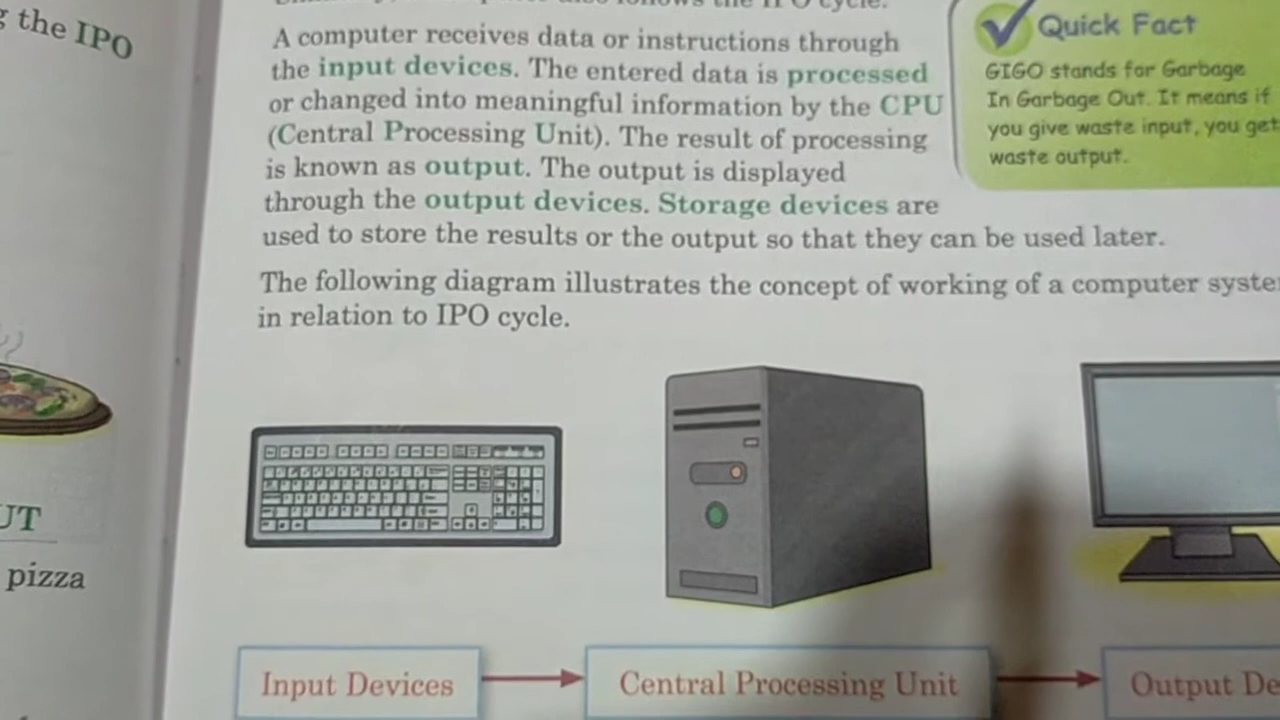 the IPO
UT
pizza
cycle.
A computer receives data or instructions through
the input devices. The entered data is processed
or changed into meaningful information by the CPU
(Central Processing Unit). The result of processing
is known as output. The output is displayed
through the output devices. Storage devices are
used to store the results or the output so that they can be used later.
The following diagram illustrates the concept of working of a computer syste
in relation to IPO cycle.
Quick Fact
GIGO stands for Garbage
In Garbage Out. It means if
you give waste input, you get
waste output.
Input Devices
Central Processing Unit
Output De